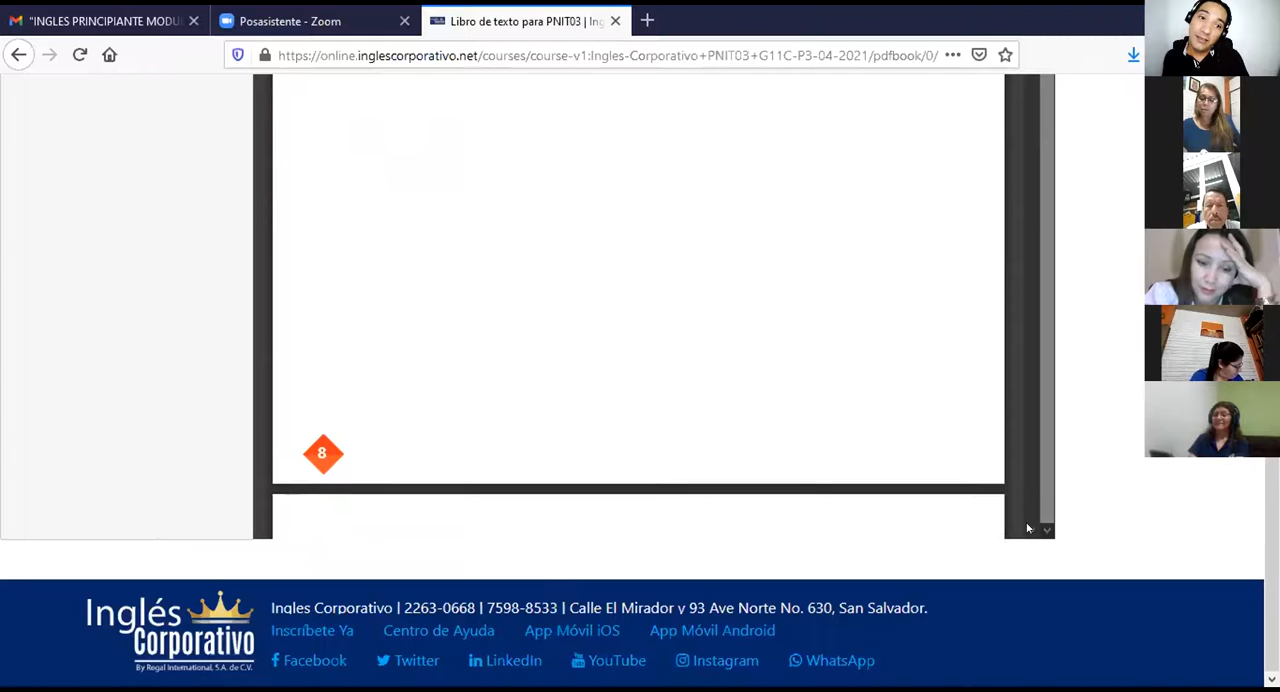 "INGLES PRINCIPIANTE MODU
Posasistente - Zoom
Libro de texto para PNIT03 | Ing
https://online.inglescorporativo.net/courses/course-v1:Ingles-Corporativo+PNIT03+G11C-P3-04-2021/pdfbook/0/
8
Inglés
Corporativo
By Regal International, S.A. de C.V.
Ingles Corporativo | 2263-0668 | 7598-8533 | Calle El Mirador y 93 Ave Norte No. 630, San Salvador.
Inscríbete Ya Centro de Ayuda App Móvil iOS App Móvil Android
Facebook Twitter LinkedIn YouTube Instagram WhatsApp